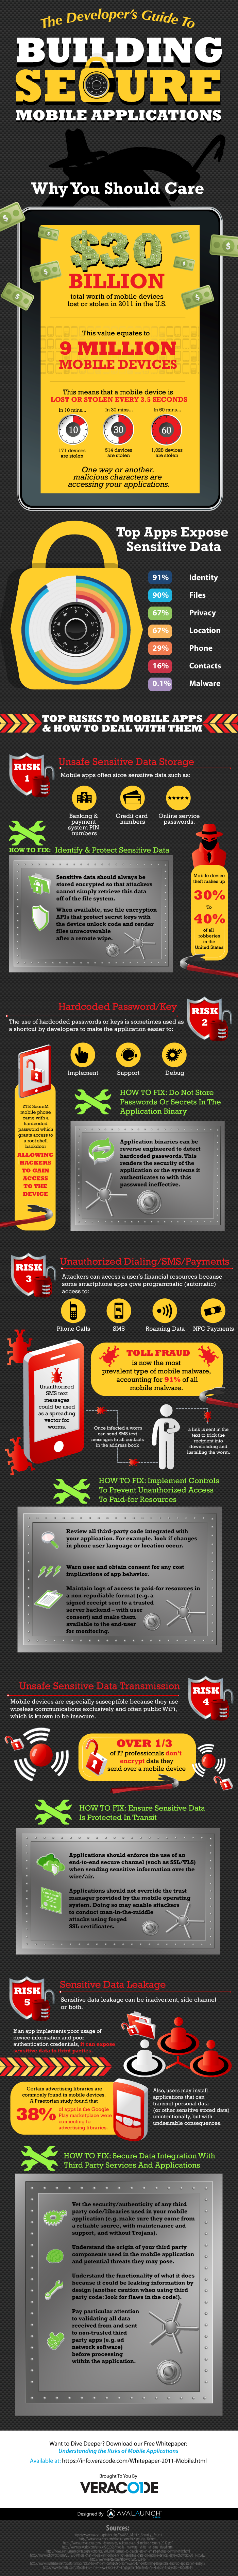 The Developer's Guide To
BUILDING
SECURE
MOBILE APPLICATIONS
Why You Should Care
$30
BILLION
total worth of mobile devices
lost or stolen in 2011 in the U.S.
This value equates to
9 MILLION
MOBILE DEVICES
This means that a mobile device is
LOST OR STOLEN EVERY 3.5 SECONDS
In 10 mins... In 30 mins... In 60 mins...
10 30 60
171 devices are stolen
514 devices are stolen
1,028 devices are stolen
One way or another,
malicious characters are
accessing your applications.
Top Apps Expose
Sensitive Data
91% Identity
90% Files
67% Privacy
67% Location
29% Phone
16% Contacts
0.1% Malware
TOP RISKS TO MOBILE APPS
& HOW TO DEAL WITH THEM
RISK
1
Unsafe Sensitive Data Storage
Mobile apps often store sensitive data such as:
Banking &
payment
system PIN
numbers
Credit card
numbers
Online service
passwords.
HOW TO FIX: Identify & Protect Sensitive Data
Sensitive data should always be
stored encrypted so that attackers
cannot simply retrieve this data
off of the file system.
When available, use file encryption
APIs that protect secret keys with
the device unlock code and render
files unrecoverable
after a remote wipe.
Mobile device
theft makes up
30%
To
40%
of all
robberies
in the
United States
Hardcoded Password/Key
RISK
2
The use of hardcoded passwords or keys is sometimes used as
a shortcut by developers to make the application easier to:
Implement
Support
Debug
ZTE ScoreM
mobile phone
came with a
hardcoded
password which
grants access to
a root shell
backdoor
ALLOWING
HACKERS
TO GAIN
ACCESS
TO THE
DEVICE
HOW TO FIX: Do Not Store
Passwords Or Secrets In The
Application Binary
Application binaries can be
reverse engineered to detect
hardcoded passwords. This
renders the security of the
application or the systems it
authenticates to with this
password ineffective.
RISK
3
Unauthorized Dialing/SMS/Payments
Attackers can access a user's financial resources because
some smartphone apps give programmatic (automatic)
access to:
Phone Calls
SMS
Roaming Data
NFC Payments
Unauthorized
SMS text
messages
could be used
as a spreading
vector for
worms.
TOLL FRAUD
is now the most
prevalent type of mobile malware,
accounting for 91% of all
mobile malware.
Once infected a worm
can send SMS text
messages to all contacts
in the address book
a link is sent in the
text to trick the
recipient into
downloading and
installing the worm.
HOW TO FIX: Implement Controls
To Prevent Unauthorized Access
To Paid-for Resources
Review all third-party code integrated with
your application. For example, look if changes
in phone user language or location occur.
Warn user and obtain consent for any cost
implications of app behavior.
Maintain logs of access to paid-for resources in
a non-repudiable format (e.g. a
signed receipt sent to a trusted
server backend - with user
consent) and make them
available to the end-user
for monitoring.
Unsafe Sensitive Data Transmission
RISK
4
Mobile devices are especially susceptible because they use
wireless communications exclusively and often public WiFi,
which is known to be insecure.
OVER 1/3
of IT professionals don't
encrypt data they
send over a mobile device
HOW TO FIX: Ensure Sensitive Data
Is Protected In Transit
Applications should enforce the use of an
end-to-end secure channel (such as SSL/TLS)
when sending sensitive information over the
wire/air.
Applications should not override the trust
manager provided by the mobile operating
system. Doing so may enable attackers
to conduct man-in-the-middle
attacks using forged
SSL certificates.
RISK
5
Sensitive Data Leakage
Sensitive data leakage can be inadvertent, side channel
or both.
If an app implements poor usage of
device information and poor
authentication credentials, it can expose
sensitive data to third parties.
Certain advertising libraries are
commonly found in mobile devices.
A Praetorian study found that
38%
of apps in the Google
Play marketplace were
connecting to
advertising libraries.
Also, users may install
applications that can
transmit personal data
(or other sensitive stored data)
unintentionally, but with
undesirable consequences.
HOW TO FIX: Secure Data Integration With
Third Party Services And Applications
Vet the security/authenticity of any third
party code/libraries used in your mobile
application (e.g. make sure they come from
a reliable source, with maintenance and
support, and without Trojans).
Understand the origin of your third party
components used in the mobile application
and potential threats they may pose.
Understand the functionality of what it does
because it could be leaking information by
design (another caution when using third
party code: look for flaws in the code!).
Pay particular attention
to validating all data
received from and sent
to non-trusted third
party apps (e.g. ad
network software)
before processing
within the application.
Want to Dive Deeper? Download our Free Whitepaper:
Understanding the Risks of Mobile Applications
Available at: https://info.veracode.com/Whitepaper-2011-Mobile.html
Brought To You By
VERACODE
Designed By AVALAUNCH
Sources: